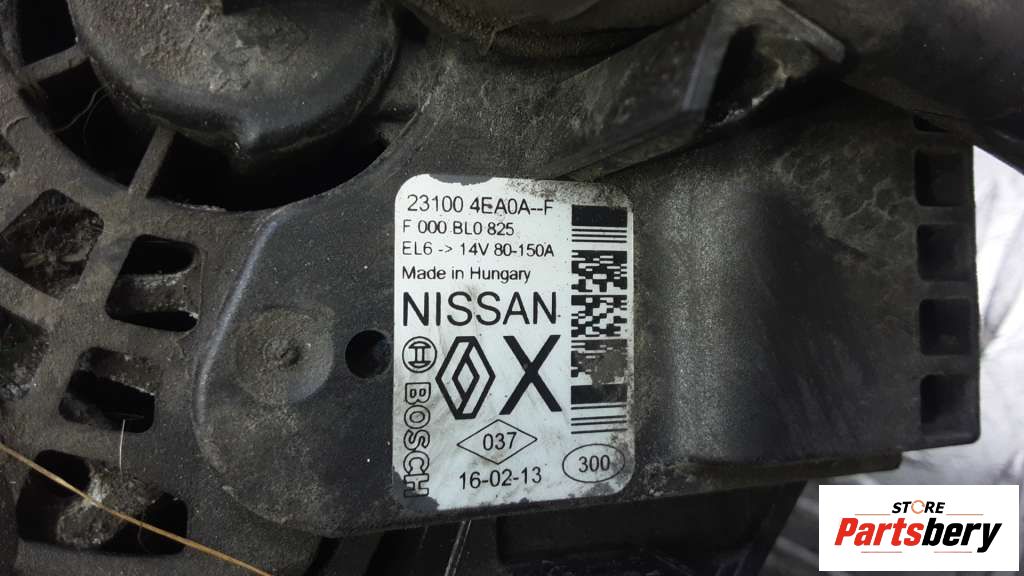 23100 4EA0A--F
F 000 BL0 825
EL6 -> 14V 80-150A
Made in Hungary
NISSAN
BOSCH
X
037
16-02-13
300
STORE
Partsbery